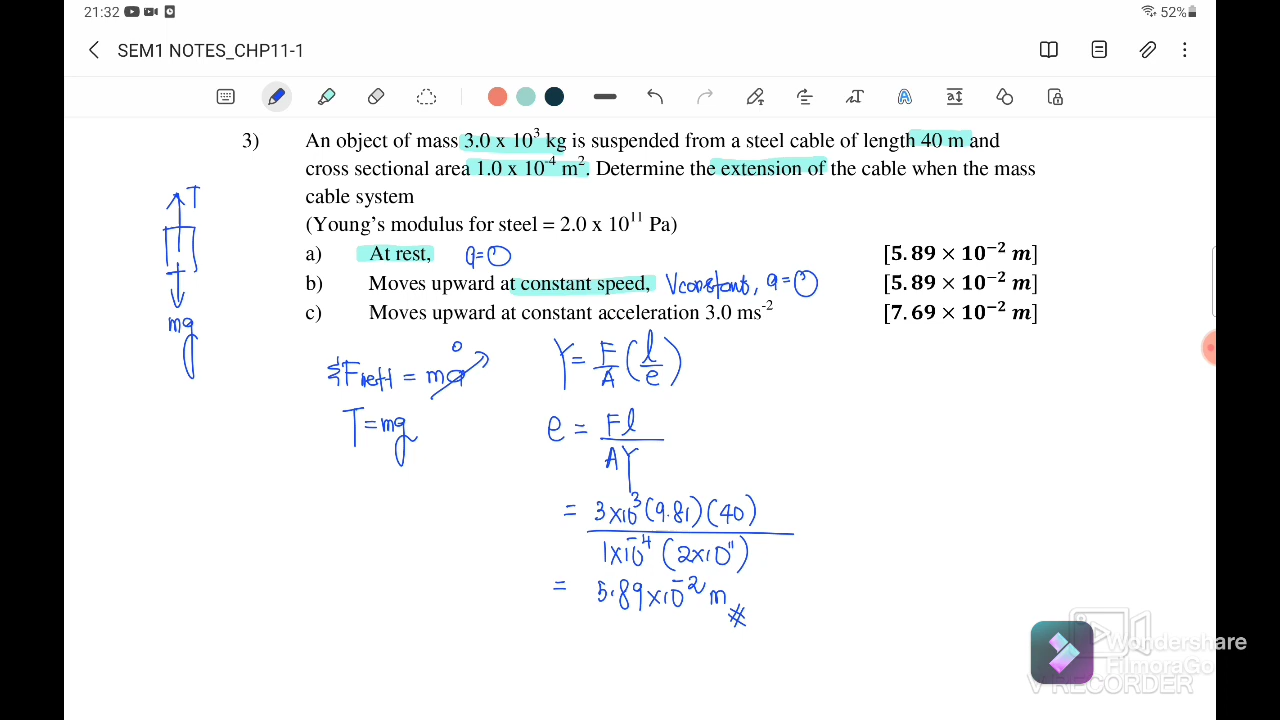 21:32 52%
SEM1 NOTES_CHP11-1
3) An object of mass 3.0 x 10³ kg is suspended from a steel cable of length 40 m and
cross sectional area 1.0 x 10⁻⁴ m². Determine the extension of the cable when the mass
cable system
(Young's modulus for steel = 2.0 x 10¹¹ Pa)
a) At rest, a=0 [5.89 × 10⁻² m]
b) Moves upward at constant speed, V constant, a=0 [5.89 × 10⁻² m]
c) Moves upward at constant acceleration 3.0 ms⁻² [7.69 × 10⁻² m]
T
mg
ΣFnett = ma 0
T=mg
Y = F/A (l/e)
e = Fl/AY
= 3x10³(9.81)(40)
1x10⁻⁴ (2x10¹¹)
= 5.89x10⁻² m #
Wondershare
FilmoraGo
V RECORDER